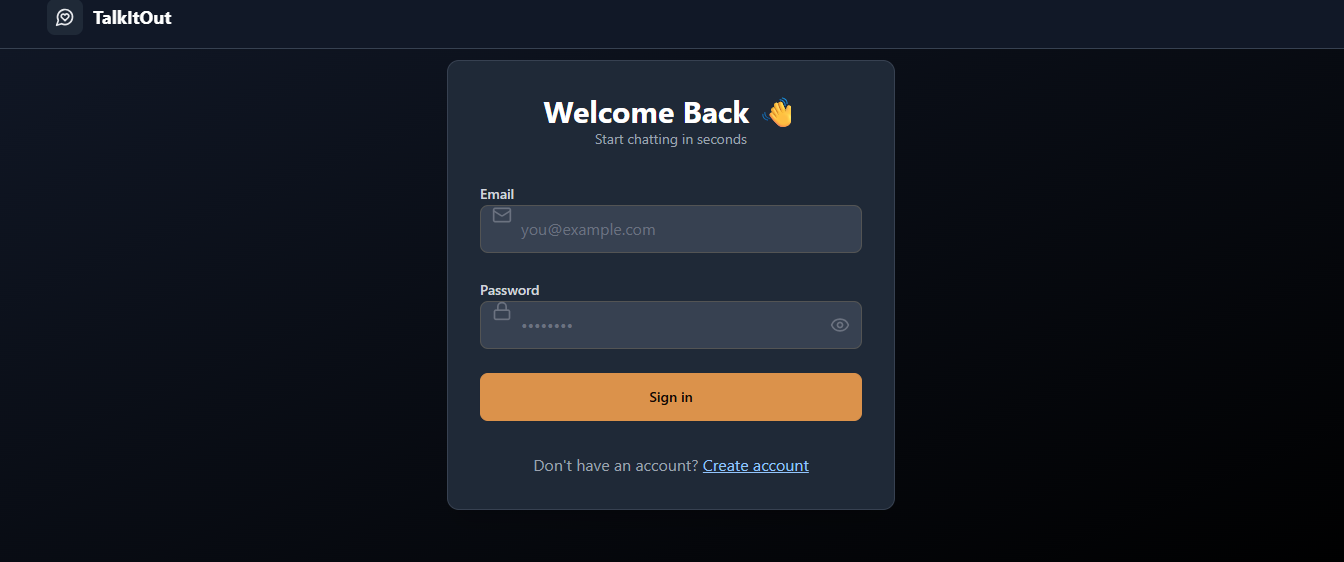 TalkItOut
Welcome Back 👋
Start chatting in seconds
Email
you@example.com
Password
••••••••
Sign in
Don't have an account? Create account